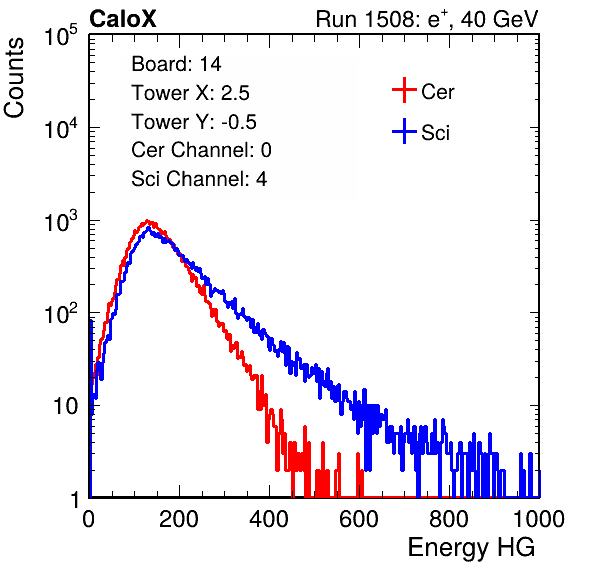 CaloX
Run 1508: e⁺, 40 GeV
Counts
10⁵
10⁴
10³
10²
10
1
Board: 14
Tower X: 2.5
Tower Y: -0.5
Cer Channel: 0
Sci Channel: 4
Cer
Sci
0 200 400 600 800 1000
Energy HG